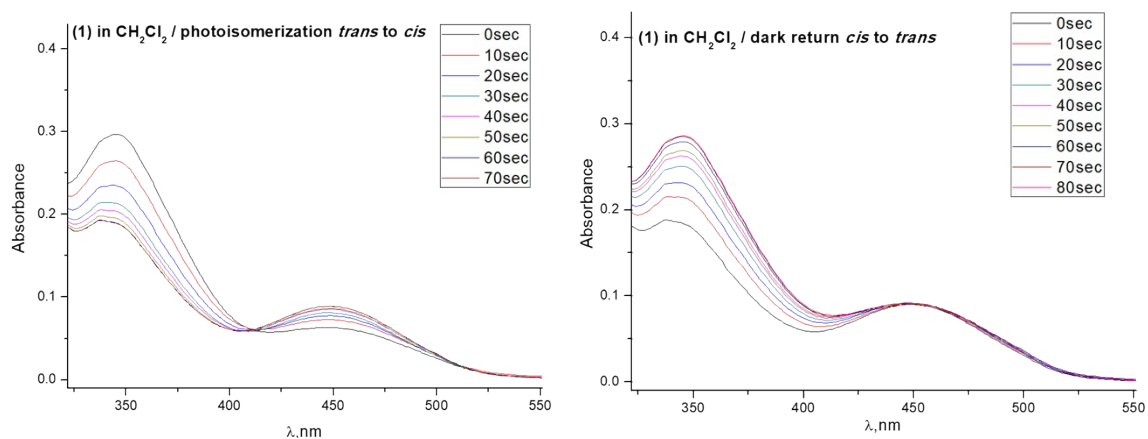 (1) in CH₂Cl₂ / photoisomerization trans to cis
0sec
10sec
20sec
30sec
40sec
50sec
60sec
70sec
0.4
0.3
0.2
0.1
0.0
Absorbance
350
400
450
500
550
λ,nm
(1) in CH₂Cl₂ / dark return cis to trans
0sec
10sec
20sec
30sec
40sec
50sec
60sec
70sec
80sec
0.4
0.3
0.2
0.1
0.0
Absorbance
350
400
450
500
550
λ,nm